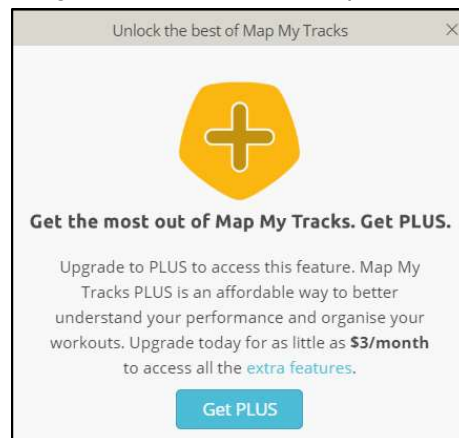 Unlock the best of Map My Tracks
Get the most out of Map My Tracks. Get PLUS.
Upgrade to PLUS to access this feature. Map My
Tracks PLUS is an affordable way to better
understand your performance and organise your
workouts. Upgrade today for as little as $3/month
to access all the extra features.
Get PLUS